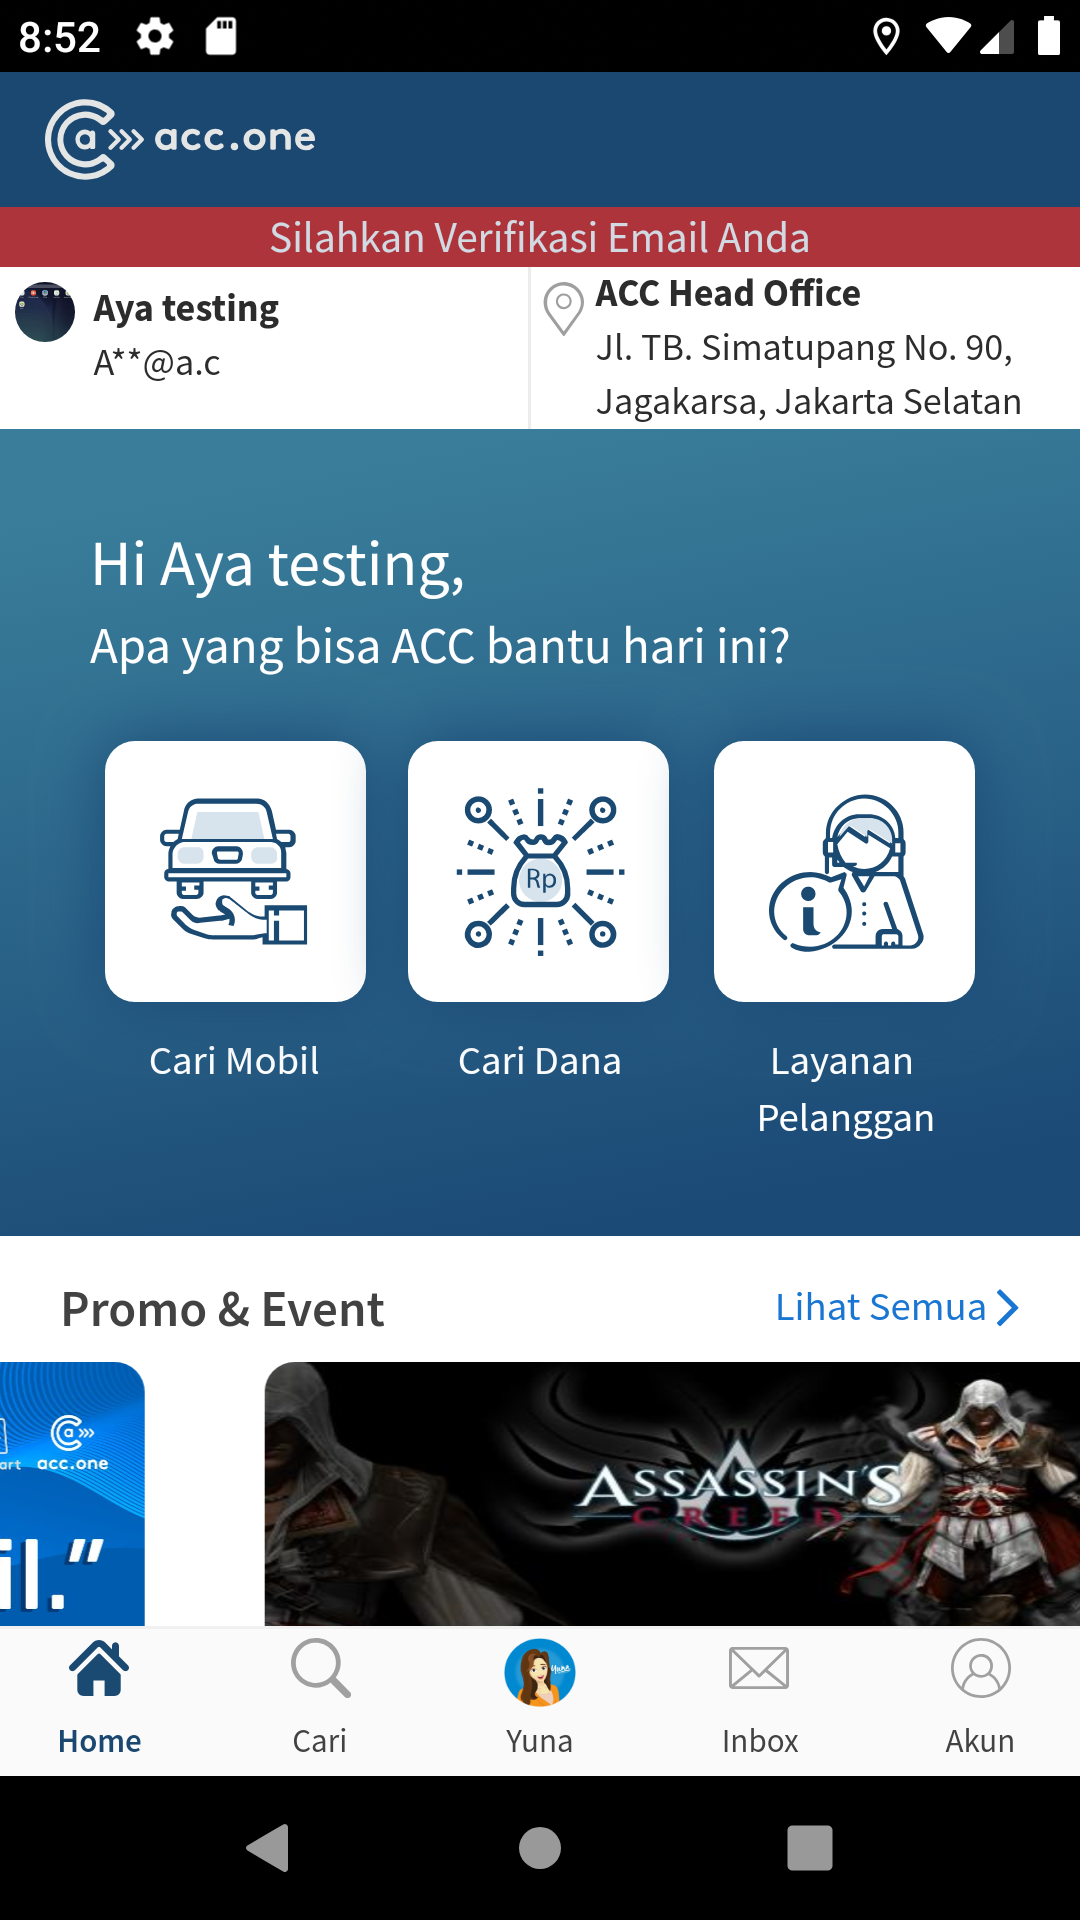 8:52
a acc.one
Silahkan Verifikasi Email Anda
Aya testing
A**@a.c
ACC Head Office
Jl. TB. Simatupang No. 90,
Jagakarsa, Jakarta Selatan
Hi Aya testing,
Apa yang bisa ACC bantu hari ini?
Rp
i
Cari Mobil
Cari Dana
Layanan
Pelanggan
Promo & Event
Lihat Semua
art
a
acc.one
il.”
ASSASSIN'S
CREED
Yuna
Home
Cari
Yuna
Inbox
Akun